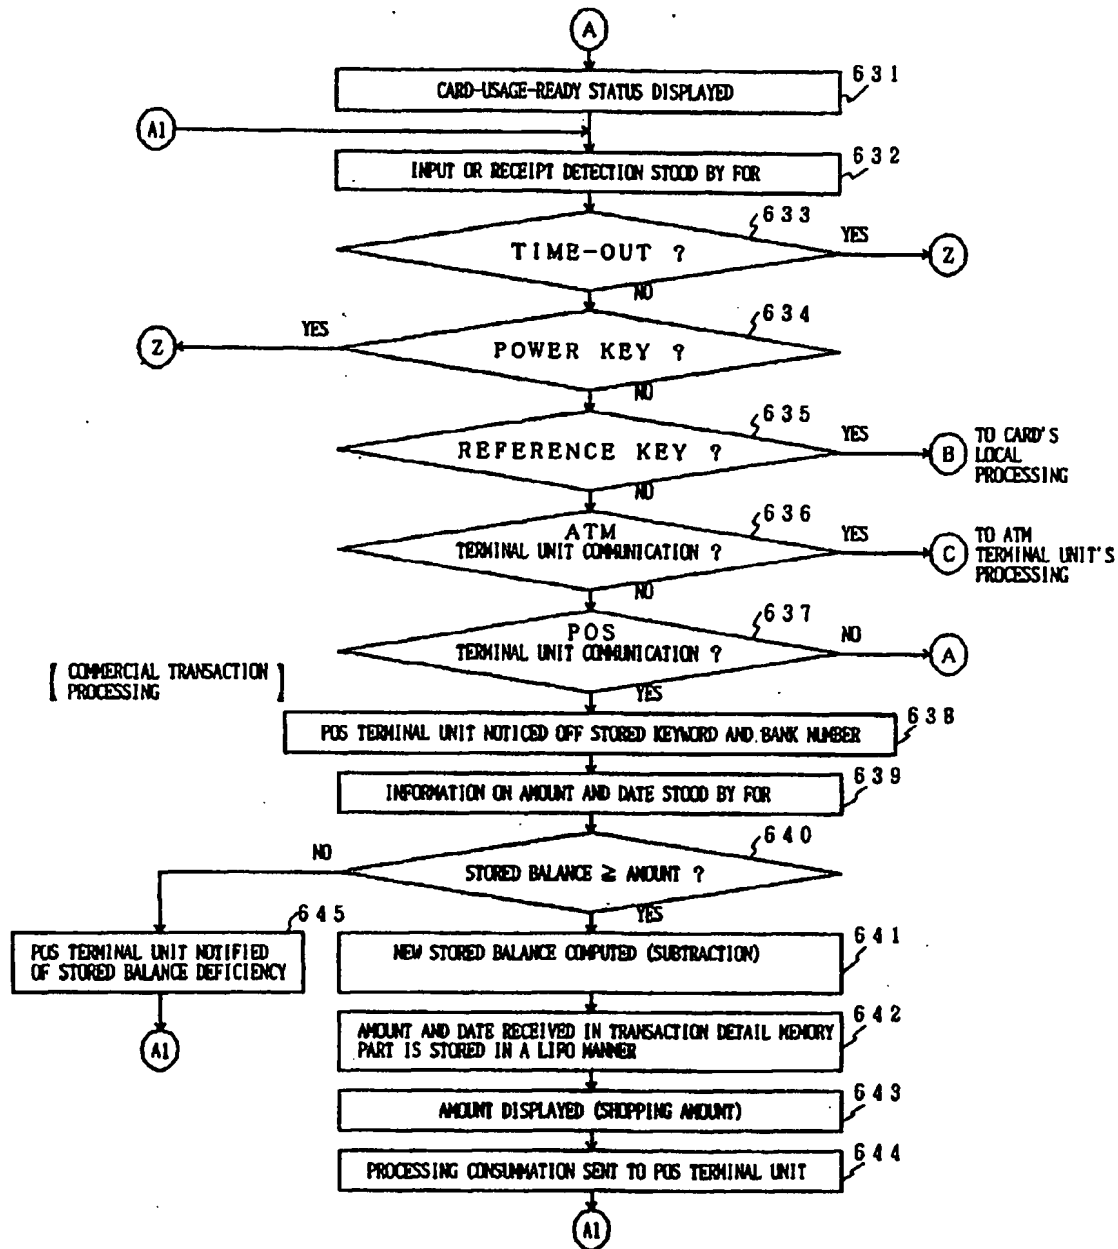 A
631
CARD-USAGE-READY STATUS DISPLAYED
A1
632
INPUT OR RECEIPT DETECTION STOOD BY FOR
633
TIME-OUT ?
YES
Z
NO
634
YES
Z
POWER KEY ?
NO
635
REFERENCE KEY ?
YES
B
TO CARD'S
LOCAL
PROCESSING
NO
636
ATM
TERMINAL UNIT COMMUNICATION ?
YES
C
TO ATM
TERMINAL UNIT'S
PROCESSING
NO
637
POS
TERMINAL UNIT COMMUNICATION ?
NO
A
[ COMMERCIAL TRANSACTION ]
PROCESSING
YES
638
POS TERMINAL UNIT NOTICED OFF STORED KEYWORD AND BANK NUMBER
639
INFORMATION ON AMOUNT AND DATE STOOD BY FOR
640
NO
STORED BALANCE ≧ AMOUNT ?
YES
645
POS TERMINAL UNIT NOTIFIED
OF STORED BALANCE DEFICIENCY
A1
641
NEW STORED BALANCE COMPUTED (SUBTRACTION)
642
AMOUNT AND DATE RECEIVED IN TRANSACTION DETAIL MEMORY
PART IS STORED IN A LIFO MANNER
643
AMOUNT DISPLAYED (SHOPPING AMOUNT)
644
PROCESSING CONSUMMATION SENT TO POS TERMINAL UNIT
A1